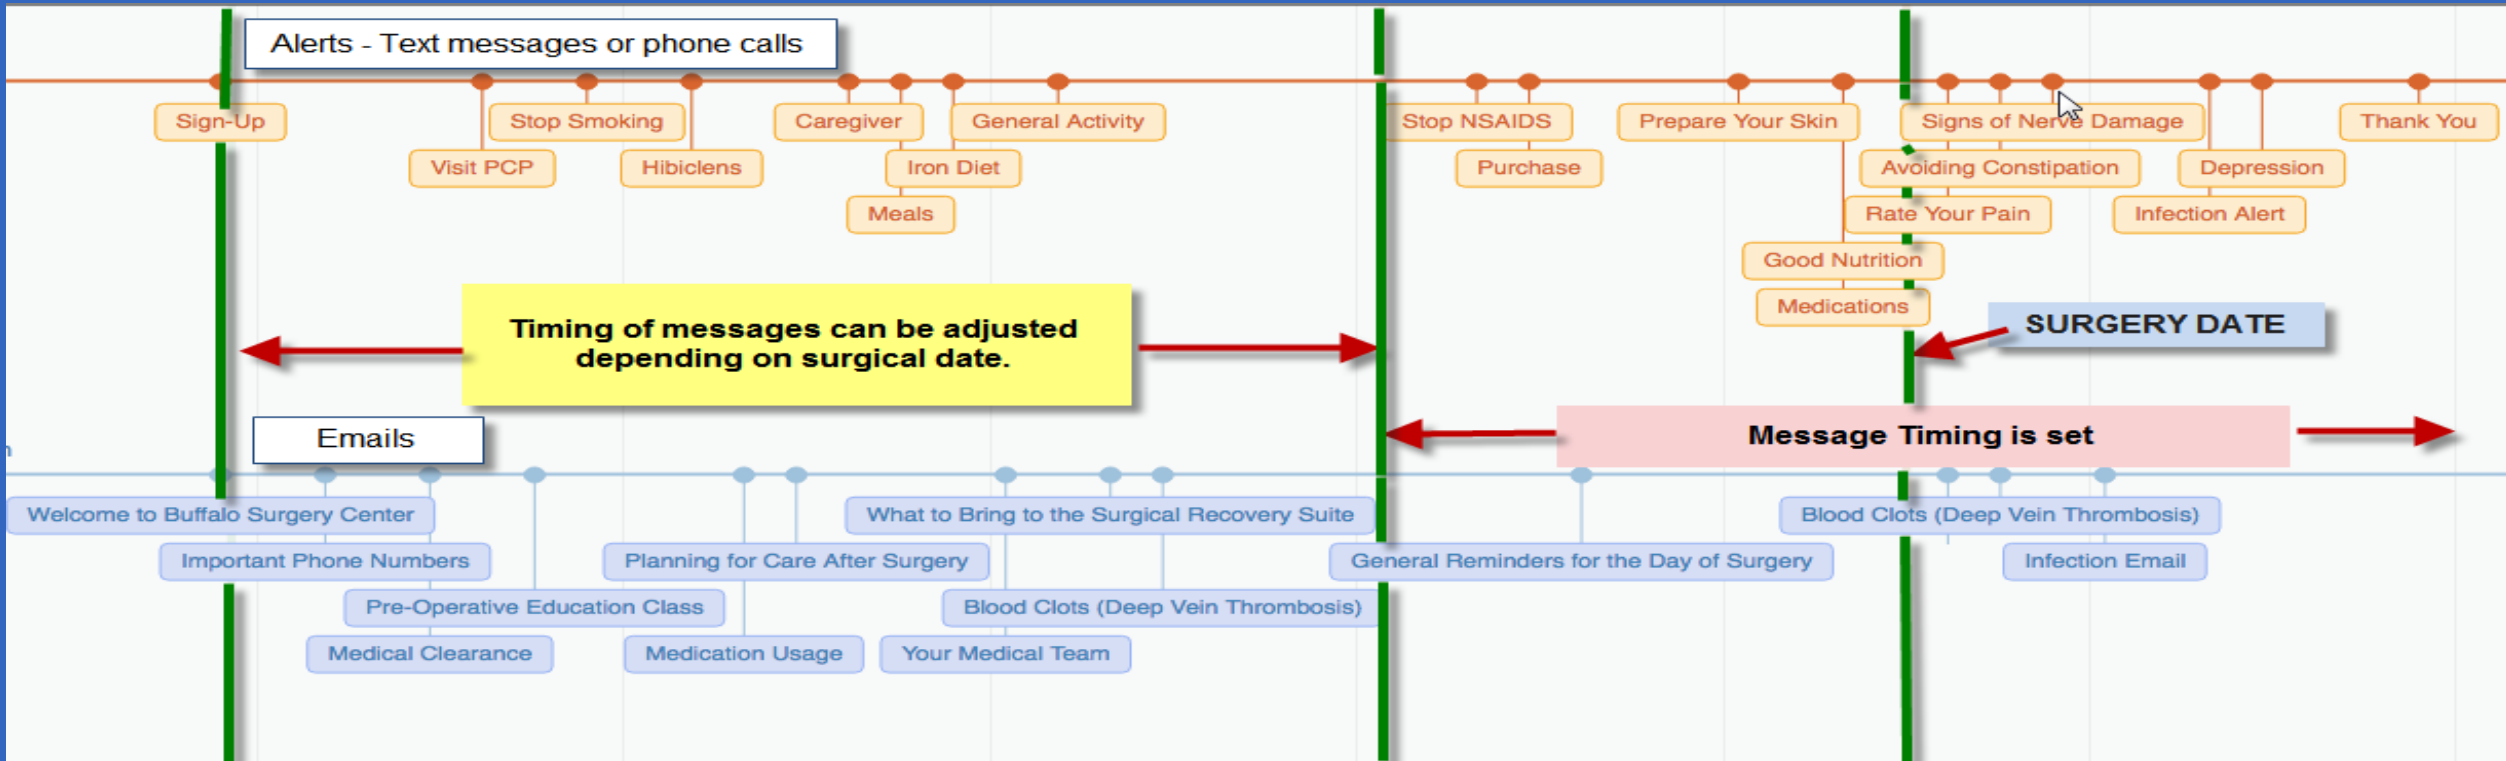 Alerts - Text messages or phone calls
Sign-Up
Stop Smoking
Caregiver
General Activity
Stop NSAIDS
Prepare Your Skin
Signs of Nerve Damage
Thank You
Visit PCP
Hibiclens
Iron Diet
Purchase
Avoiding Constipation
Depression
Meals
Rate Your Pain
Infection Alert
Good Nutrition
Medications
Timing of messages can be adjusted
depending on surgical date.
SURGERY DATE
Emails
Message Timing is set
Welcome to Buffalo Surgery Center
What to Bring to the Surgical Recovery Suite
Blood Clots (Deep Vein Thrombosis)
Important Phone Numbers
Planning for Care After Surgery
General Reminders for the Day of Surgery
Infection Email
Pre-Operative Education Class
Blood Clots (Deep Vein Thrombosis)
Medical Clearance
Medication Usage
Your Medical Team